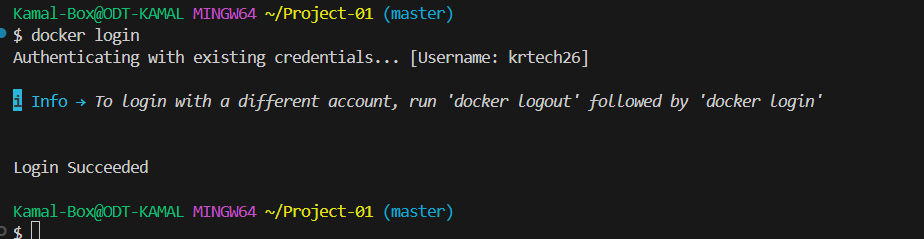 Kamal-Box@ODT-KAMAL MINGW64 ~/Project-01 (master)
$ docker login
Authenticating with existing credentials... [Username: krtech26]
i Info → To login with a different account, run 'docker logout' followed by 'docker login'
Login Succeeded
Kamal-Box@ODT-KAMAL MINGW64 ~/Project-01 (master)
$